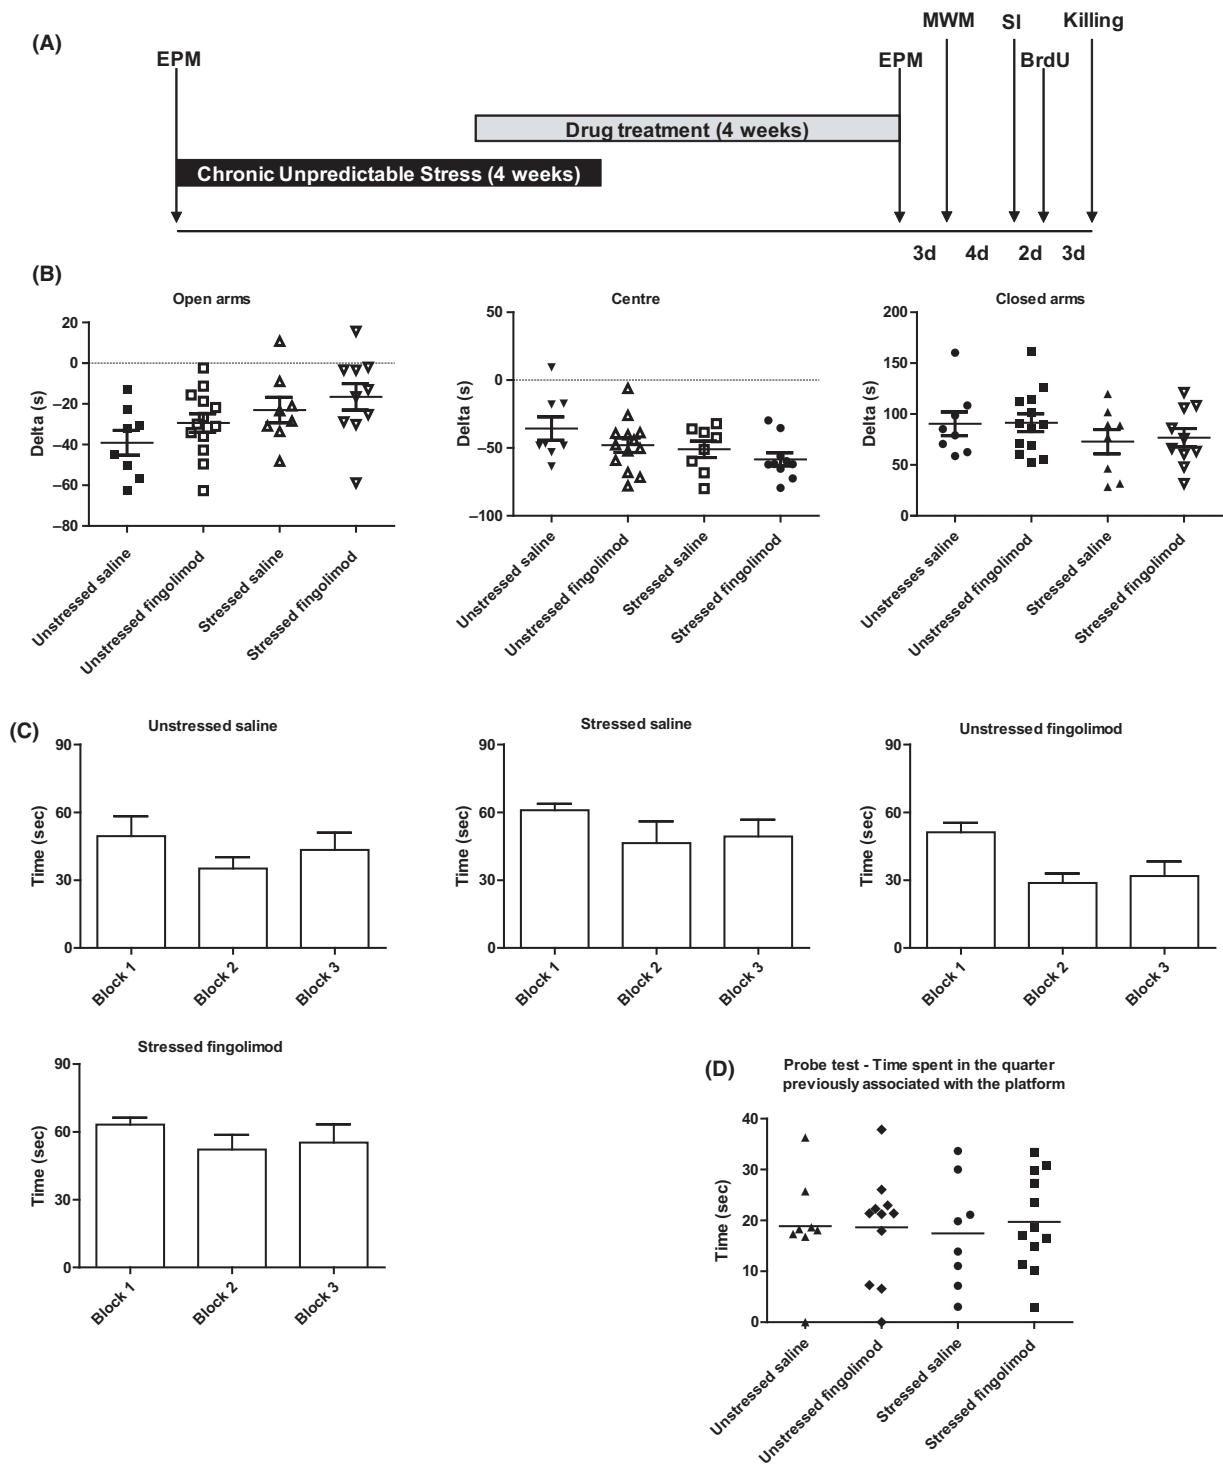 (A)
MWM SI Killing
EPM EPM BrdU
Drug treatment (4 weeks)
Chronic Unpredictable Stress (4 weeks)
3d 4d 2d 3d
(B)
Open arms
Delta (s)
20
0
–20
–40
–60
–80
Unstressed saline
Unstressed fingolimod
Stressed saline
Stressed fingolimod
Centre
Delta (s)
50
0
–50
–100
Unstressed saline
Unstressed fingolimod
Stressed saline
Stressed fingolimod
Closed arms
Delta (s)
200
150
100
50
0
Unstresses saline
Unstressed fingolimod
Stressed saline
Stressed fingolimod
(C)
Unstressed saline
Time (sec)
90
60
30
0
Block 1
Block 2
Block 3
Stressed saline
Time (sec)
90
60
30
0
Block 1
Block 2
Block 3
Unstressed fingolimod
Time (sec)
90
60
30
0
Block 1
Block 2
Block 3
Stressed fingolimod
Time (sec)
90
60
30
0
Block 1
Block 2
Block 3
(D)
Probe test - Time spent in the quarter
previously associated with the platform
Time (sec)
40
30
20
10
0
Unstressed saline
Unstressed fingolimod
Stressed saline
Stressed fingolimod